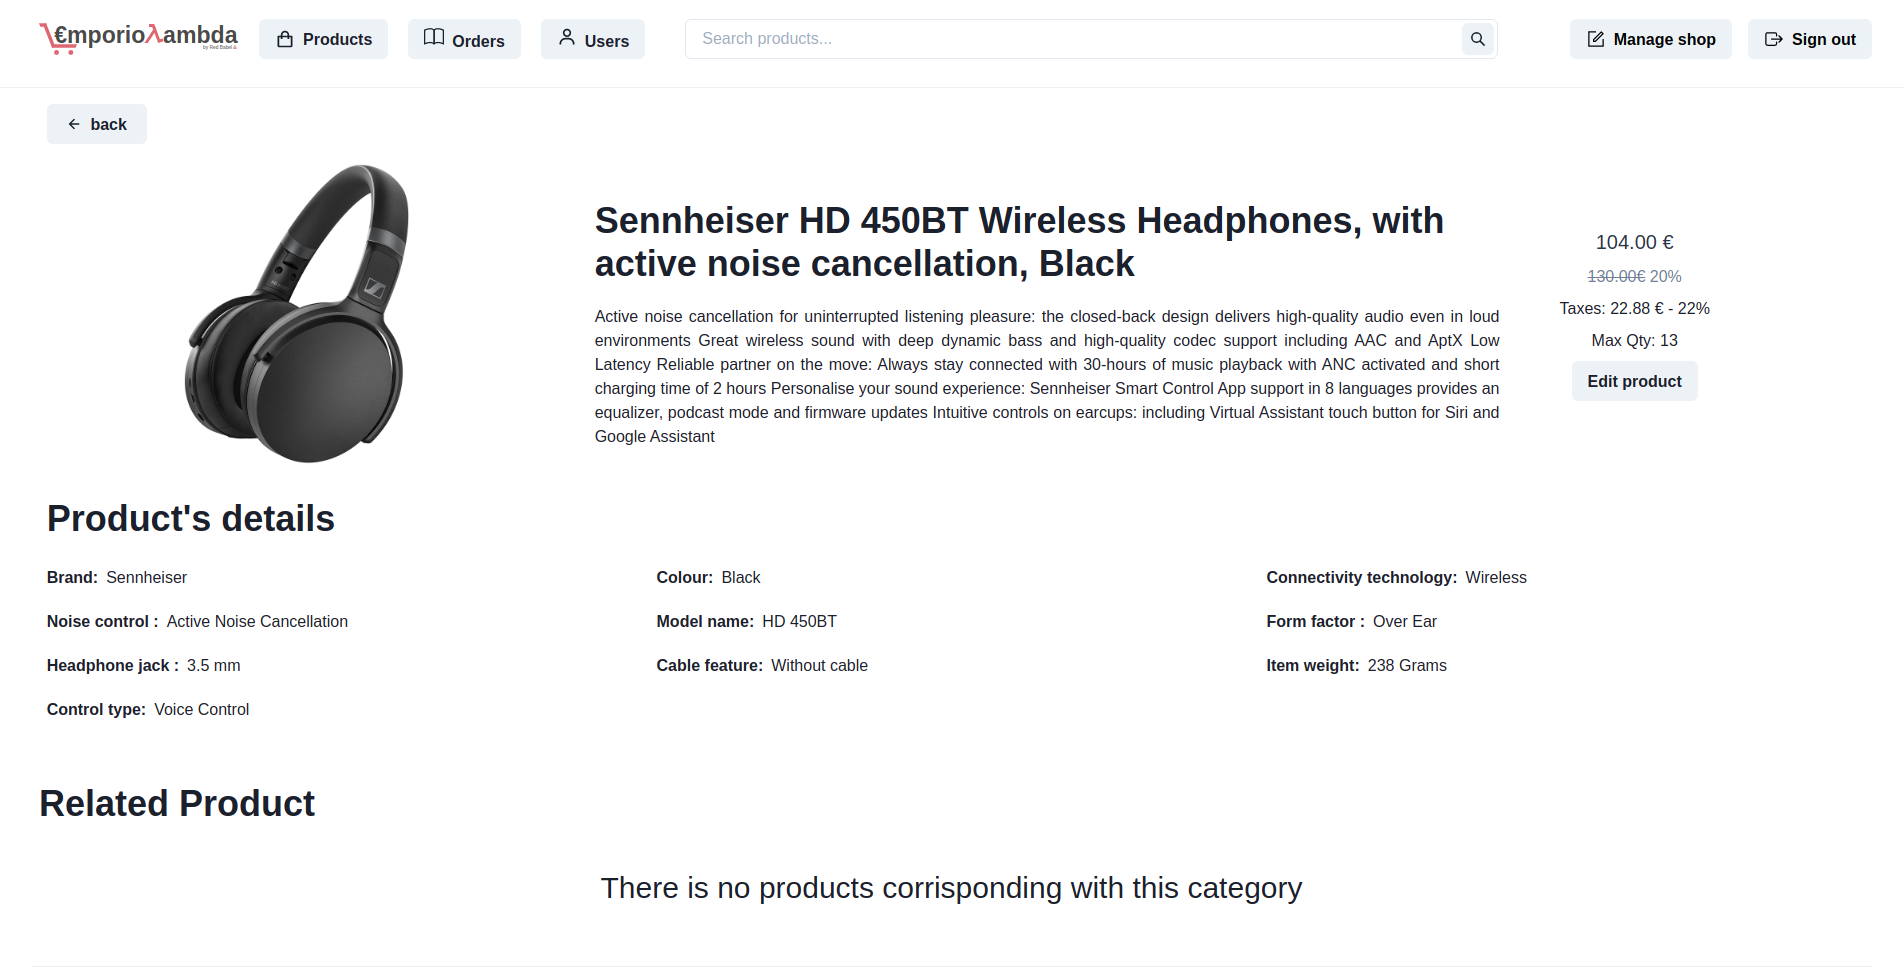 €mporioλambda
by Red Babel &
Products
Orders
Users
Search products...
Manage shop
Sign out
back
Sennheiser HD 450BT Wireless Headphones, with
active noise cancellation, Black
Active noise cancellation for uninterrupted listening pleasure: the closed-back design delivers high-quality audio even in loud
environments Great wireless sound with deep dynamic bass and high-quality codec support including AAC and AptX Low
Latency Reliable partner on the move: Always stay connected with 30-hours of music playback with ANC activated and short
charging time of 2 hours Personalise your sound experience: Sennheiser Smart Control App support in 8 languages provides an
equalizer, podcast mode and firmware updates Intuitive controls on earcups: including Virtual Assistant touch button for Siri and
Google Assistant
104.00 €
130.00€ 20%
Taxes: 22.88 € - 22%
Max Qty: 13
Edit product
Product's details
Brand: Sennheiser
Colour: Black
Connectivity technology: Wireless
Noise control : Active Noise Cancellation
Model name: HD 450BT
Form factor : Over Ear
Headphone jack : 3.5 mm
Cable feature: Without cable
Item weight: 238 Grams
Control type: Voice Control
Related Product
There is no products corrisponding with this category